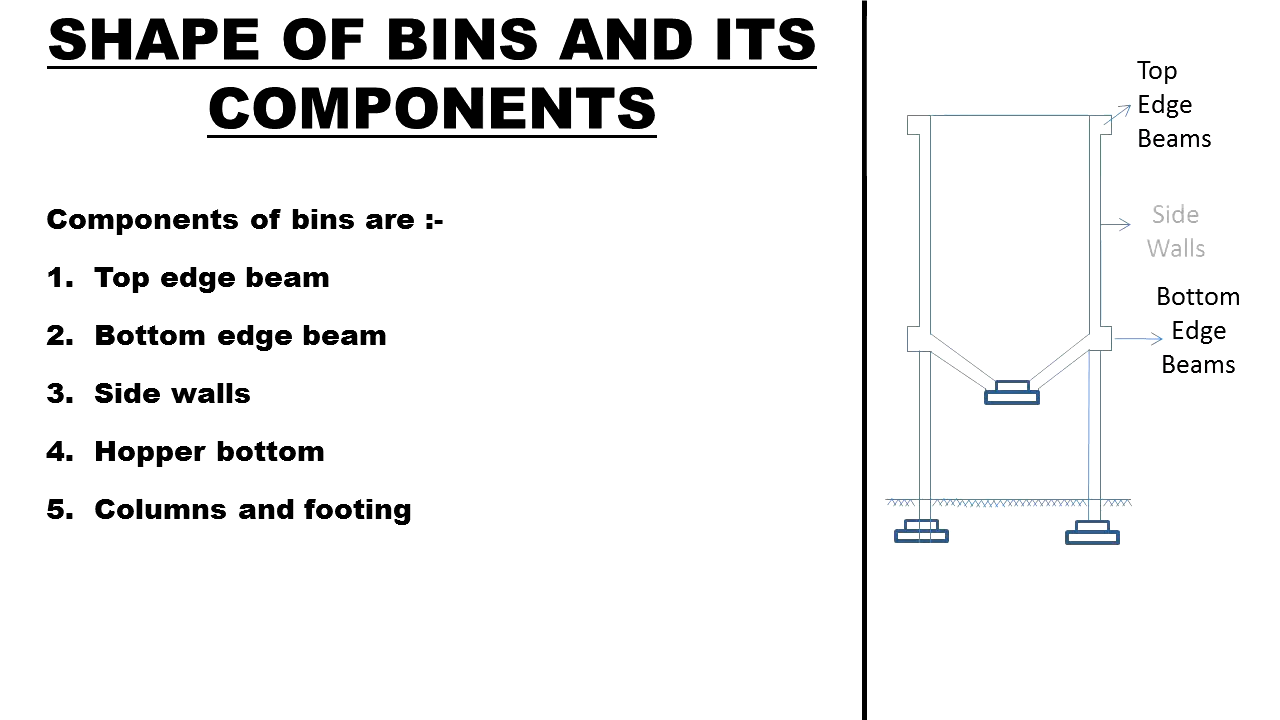 SHAPE OF BINS AND ITS
COMPONENTS
Components of bins are :-
1. Top edge beam
2. Bottom edge beam
3. Side walls
4. Hopper bottom
5. Columns and footing
Top
Edge
Beams
Side
Walls
Bottom
Edge
Beams